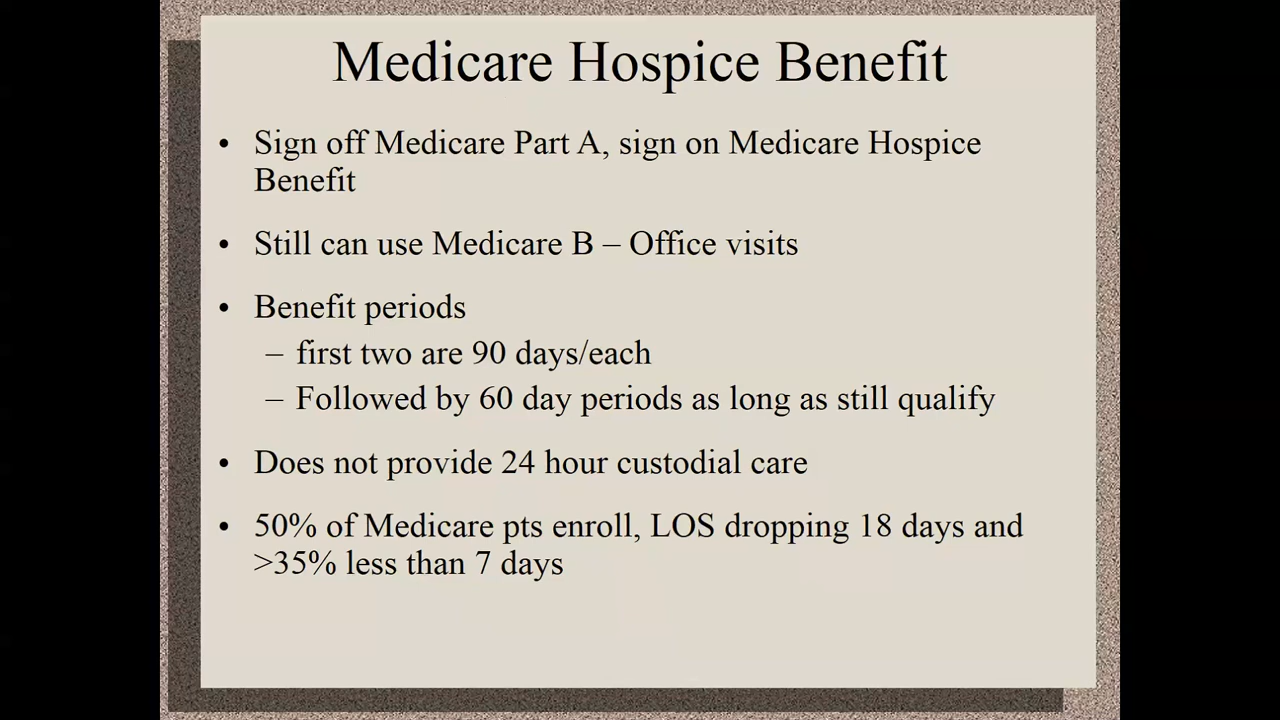 Medicare Hospice Benefit
• Sign off Medicare Part A, sign on Medicare Hospice
Benefit
• Still can use Medicare B – Office visits
• Benefit periods
– first two are 90 days/each
– Followed by 60 day periods as long as still qualify
• Does not provide 24 hour custodial care
• 50% of Medicare pts enroll, LOS dropping 18 days and
>35% less than 7 days